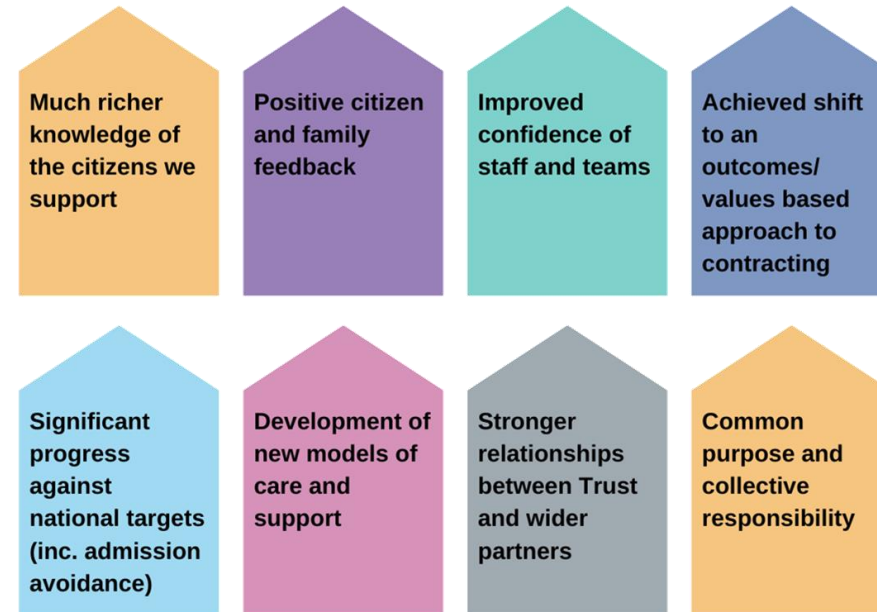 Much richer
knowledge of
the citizens we
support
Positive citizen
and family
feedback
Improved
confidence of
staff and teams
Achieved shift
to an
outcomes/
values based
approach to
contracting
Significant
progress
against
national targets
(inc. admission
avoidance)
Development of
new models of
care and
support
Stronger
relationships
between Trust
and wider
partners
Common
purpose and
collective
responsibility